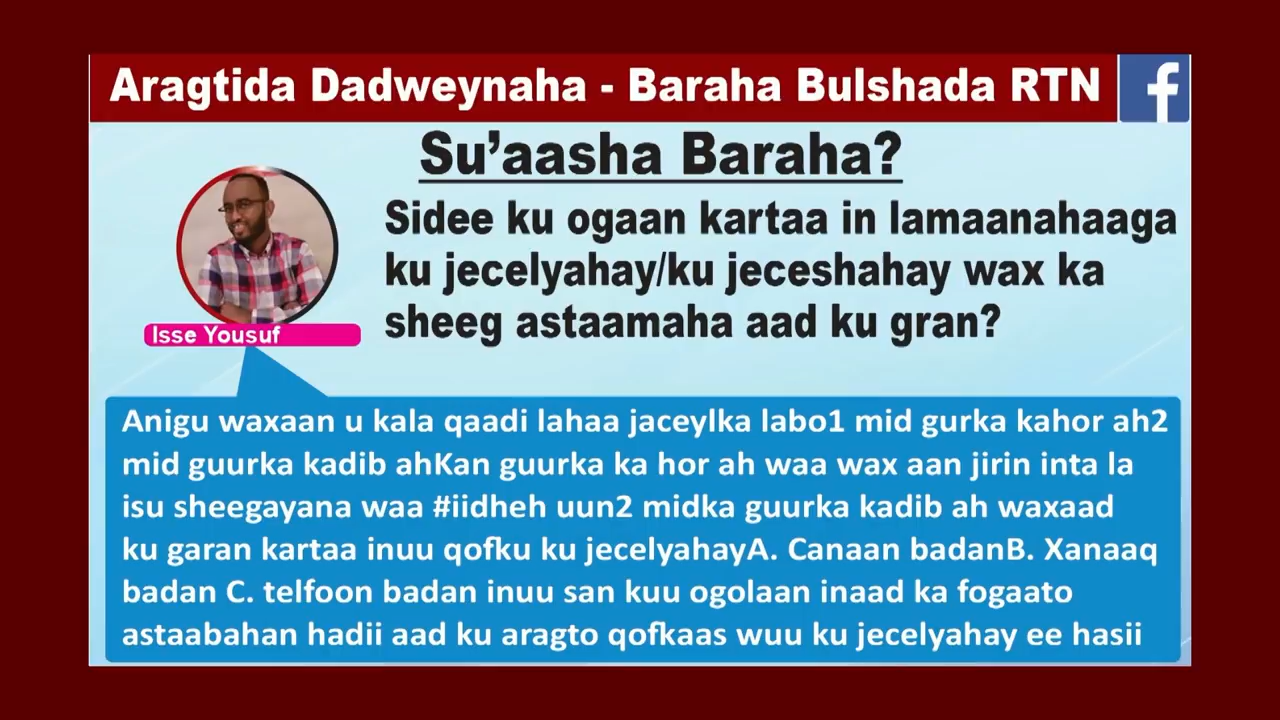 Aragtida Dadweynaha - Baraha Bulshada RTN f
Su'aasha Baraha?
Sidee ku ogaan kartaa in lamaanahaaga
ku jecelyahay/ku jeceshahay wax ka
sheeg astaamaha aad ku gran?
Isse Yousuf
Anigu waxaan u kala qaadi lahaa jaceylka labo1 mid gurka kahor ah2
mid guurka kadib ahKan guurka ka hor ah waa wax aan jirin inta la
isu sheegayana waa #iidheh uun2 midka guurka kadib ah waxaad
ku garan kartaa inuu qofku ku jecelyahayA. Canaan badanB. Xanaaq
badan C. telfoon badan inuu san kuu ogolaan inaad ka fogaato
astaabahan hadii aad ku aragto qofkaas wuu ku jecelyahay ee hasii